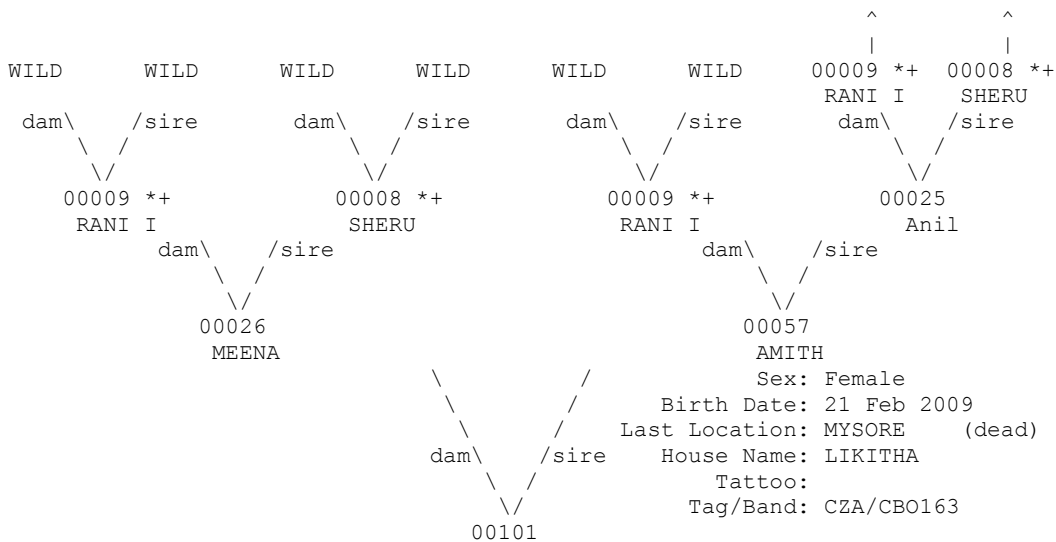 ^ ^
| |
WILD WILD WILD WILD WILD WILD 00009 *+ 00008 *+
RANI I SHERU
dam\ /sire dam\ /sire dam\ /sire dam\ /sire
\ / \ / \ / \ /
\/ \/ \/ \/
00009 *+ 00008 *+ 00009 *+ 00025
RANI I SHERU RANI I Anil
dam\ /sire dam\ /sire
\ / \ /
\/ \/
00026 00057
MEENA AMITH
\ / Sex: Female
\ / Birth Date: 21 Feb 2009
\ / Last Location: MYSORE (dead)
dam\ /sire House Name: LIKITHA
\ / Tattoo:
\/ Tag/Band: CZA/CBO163
00101